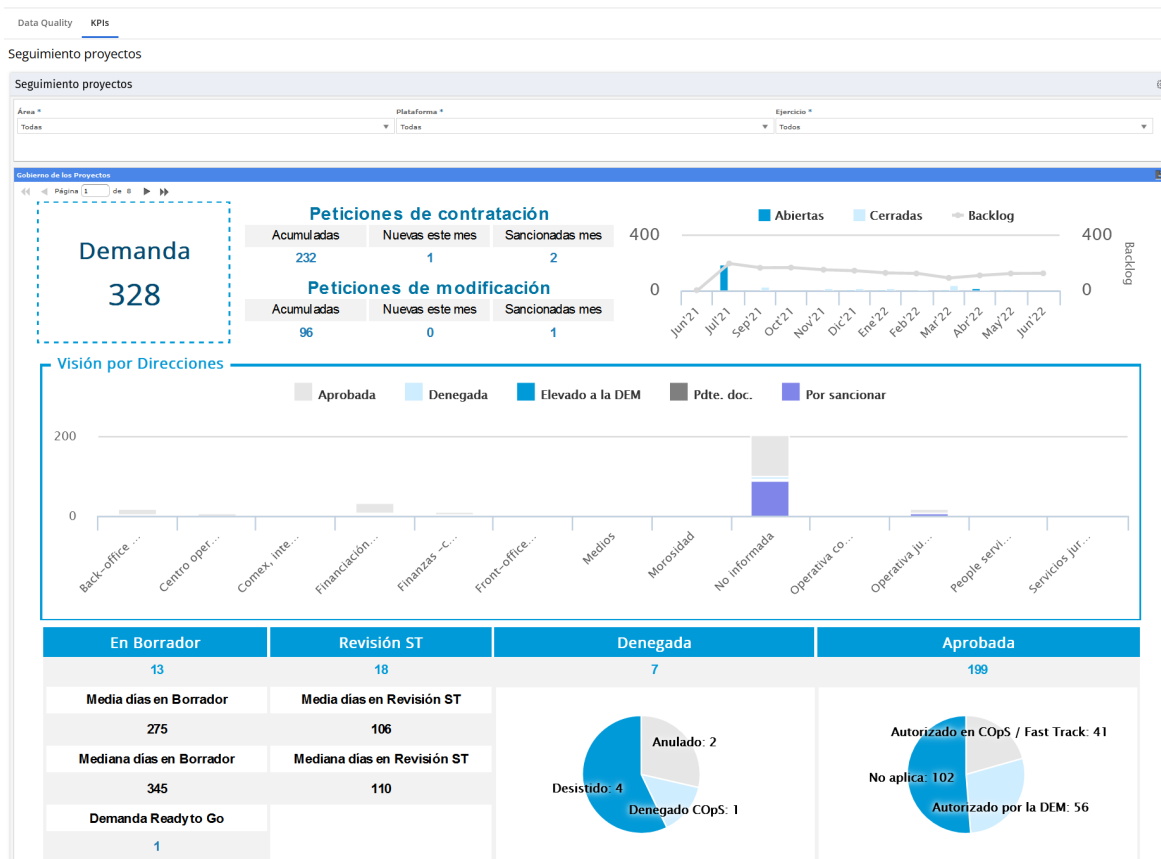 Data Quality KPIs
Seguimiento proyectos
Seguimiento proyectos
Área * Plataforma * Ejercicio *
Todas Todas Todos
Gobierno de los Proyectos
Página 1 de 8
Demanda
328
Peticiones de contratación
Acumuladas Nuevas este mes Sancionadas mes
232 1 2
Peticiones de modificación
Acumuladas Nuevas este mes Sancionadas mes
96 0 1
Abiertas Cerradas Backlog
400 400
0 0
Backlog
Jun'21 Jul'21 Sep'21 Oct'21 Nov'21 Dic'21 Ene'22 Feb'22 Mar'22 Abr'22 May'22 Jun'22
Visión por Direcciones
Aprobada Denegada Elevado a la DEM Pdte. doc. Por sancionar
200
0
Back-office ... Centro oper... Comex, inte... Financiación... Finanzas -c... Front-office... Medios Morosidad No informada Operativa co... Operativa ju... People servi... Servicios jur...
En Borrador Revisión ST Denegada Aprobada
13 18 7 199
Media días en Borrador Media días en Revisión ST
275 106
Mediana días en Borrador Mediana días en Revisión ST
345 110
Demanda Ready to Go
1
Anulado: 2
Desistido: 4
Denegado COpS: 1
Autorizado en COpS / Fast Track: 41
No aplica: 102
Autorizado por la DEM: 56